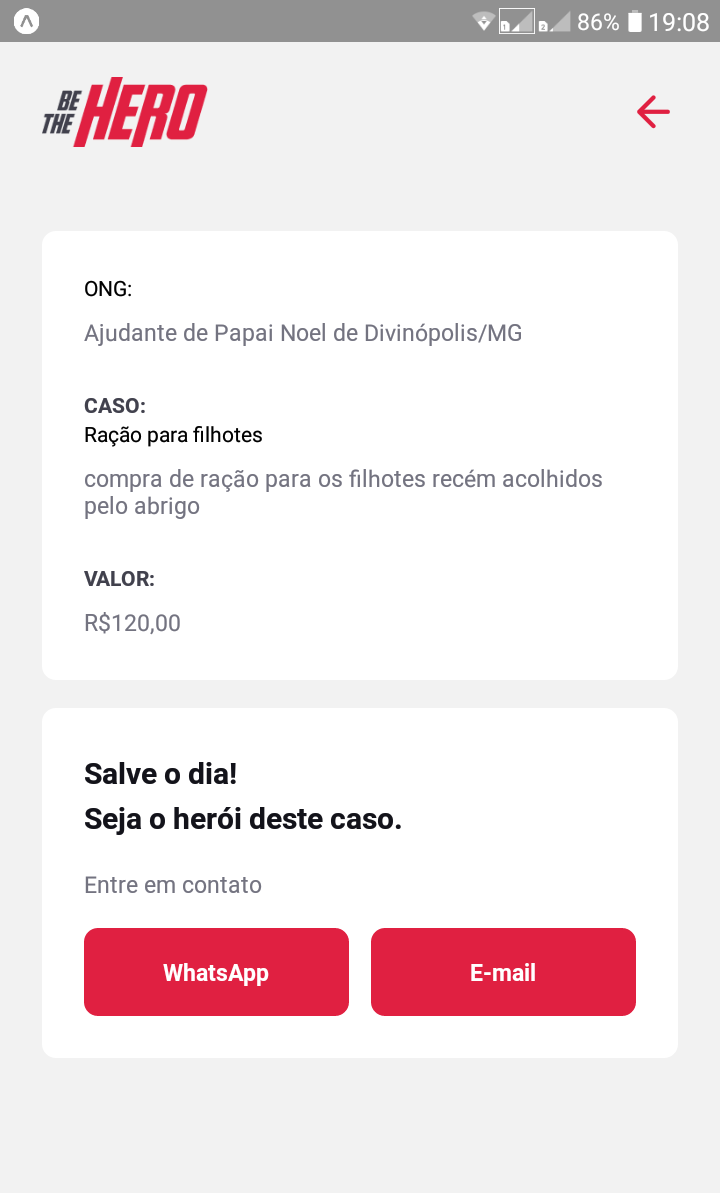 86% 19:08
BE THE HERO
ONG:
Ajudante de Papai Noel de Divinópolis/MG
CASO:
Ração para filhotes
compra de ração para os filhotes recém acolhidos
pelo abrigo
VALOR:
R$120,00
Salve o dia!
Seja o herói deste caso.
Entre em contato
WhatsApp E-mail